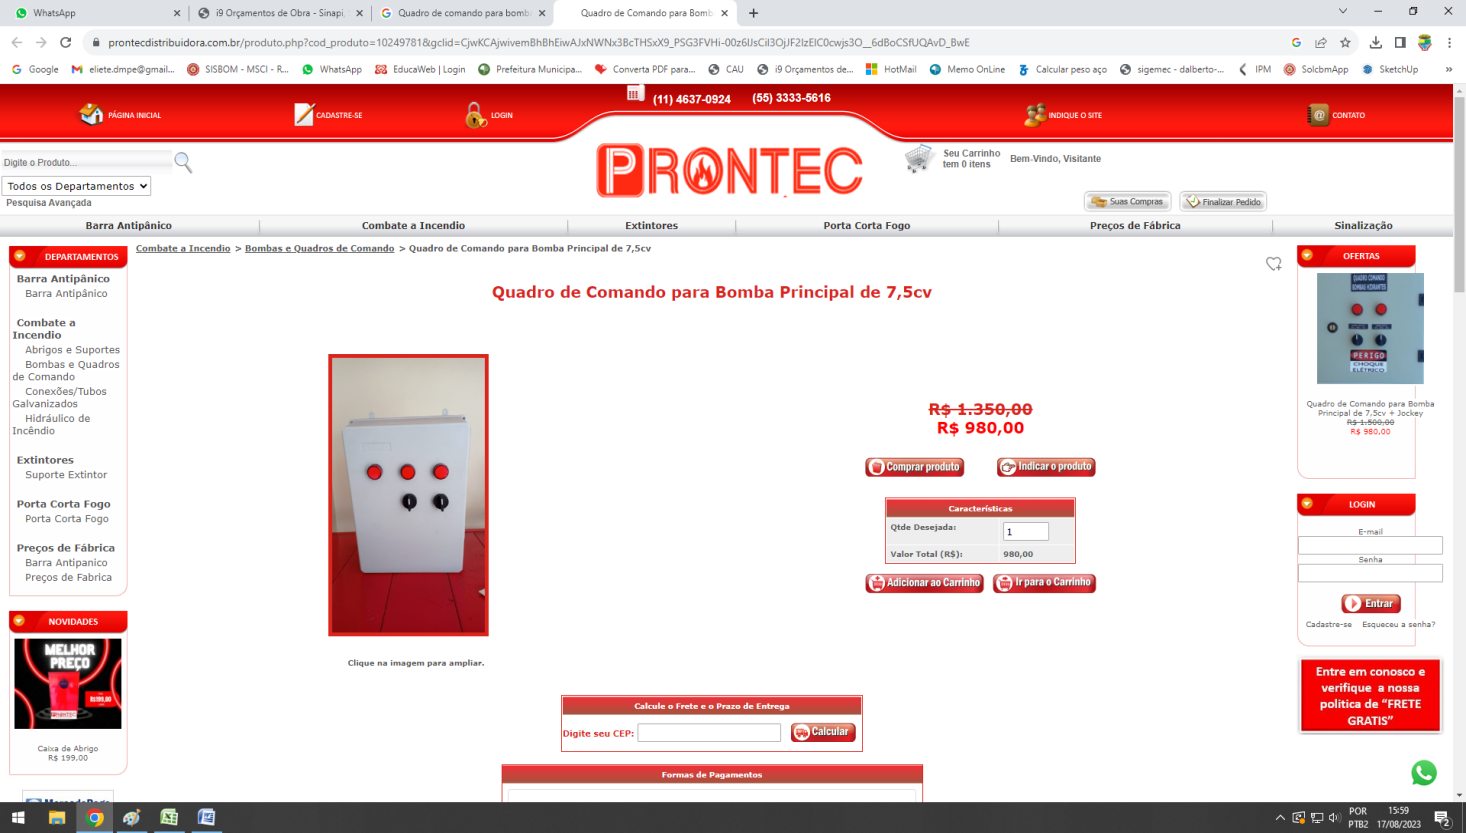 WhatsApp
i9 Orçamentos de Obra - Sinapi,
Quadro de comando para bomb
Quadro de Comando para Bomb
prontecdistribuidora.com.br/produto.php?cod_produto=10249781&gclid=
Google
eliete.dmpe@gmail...
SISBOM - MSCI - R...
WhatsApp
EducaWeb | Login
Prefeitura Municipa...
Converta PDF para...
CAU
i9 Orçamentos de...
HotMail
Memo OnLine
Calcular peso aço
sigemec - dalberto-...
IPM
SolcbmApp
SketchUp
»
PÁGINA INICIAL
CADASTRE-SE
LOGIN
(11) 4637-0924 (55) 3333-5616
INDIQUE O SITE
CONTATO
Digite o Produto...
Todos os Departamentos
Pesquisa Avançada
PRONTEC
Seu Carrinho
tem 0 itens
Bem-Vindo, Visitante
Suas Compras
Finalizar Pedido
Barra Antipânico
Combate a Incendio
Extintores
Porta Corta Fogo
Preços de Fábrica
Sinalização
DEPARTAMENTOS
Barra Antipânico
Barra Antipânico
Combate a
Incendio
Abrigos e Suportes
Bombas e Quadros
de Comando
Conexões/Tubos
Galvanizados
Hidráulico de
Incêndio
Extintores
Suporte Extintor
Porta Corta Fogo
Porta Corta Fogo
Preços de Fábrica
Barra Antipanico
Preços de Fabrica
NOVIDADES
MELHOR
PREÇO
R$199,00
Caixa de Abrigo
R$ 199,00
MercadoPago
Combate a Incendio > Bombas e Quadros de Comando > Quadro de Comando para Bomba Principal de 7,5cv
Quadro de Comando para Bomba Principal de 7,5cv
Clique na imagem para ampliar.
R$ 1.350,00
R$ 980,00
Comprar produto
Indicar o produto
Características
Qtde Desejada: 1
Valor Total (R$): 980,00
Adicionar ao Carrinho
Ir para o Carrinho
Calcule o Frete e o Prazo de Entrega
Digite seu CEP:
Calcular
Formas de Pagamentos
OFERTAS
QUADRO COMANDO
BOMBAS HIDRANTES
PERIGO
CHOQUE
ELÉTRICO
Quadro de Comando para Bomba
Principal de 7,5cv + Jockey
R$ 1.500,00
R$ 980,00
LOGIN
E-mail
Senha
Entrar
Cadastre-se Esqueceu a senha?
Entre em conosco e
verifique a nossa
politica de “FRETE
GRATIS”
POR
PTB2
15:59
17/08/2023
2